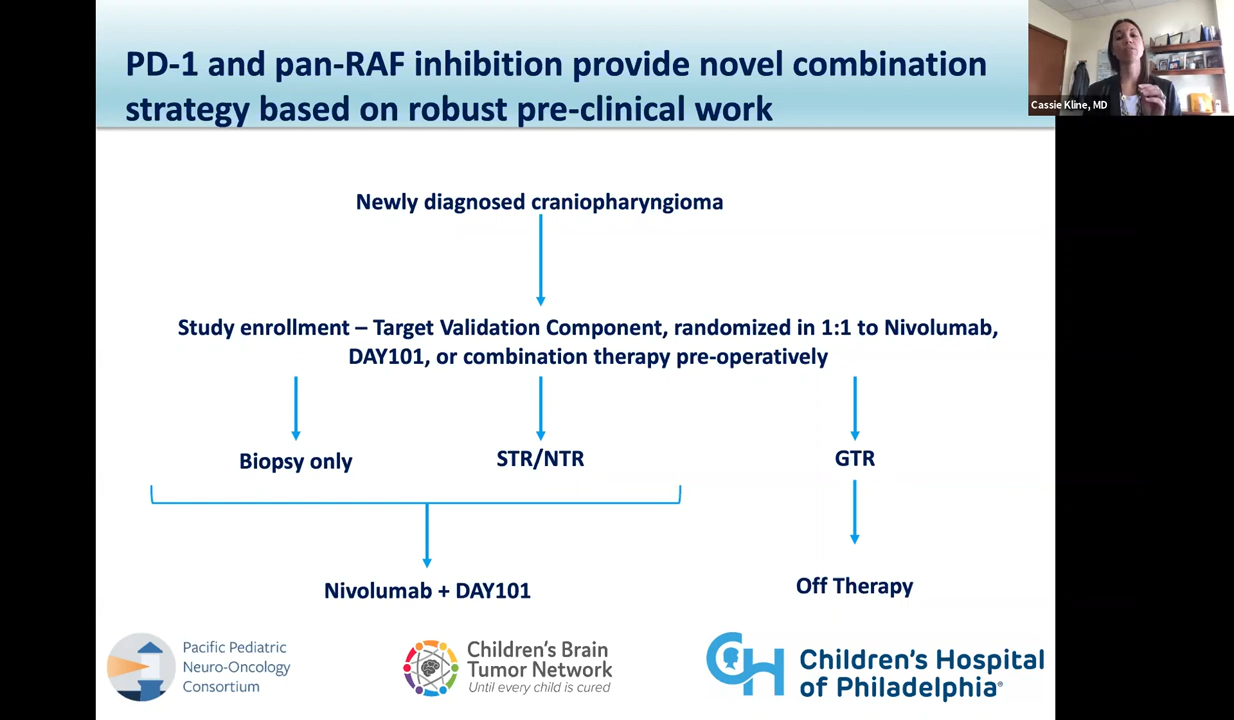 PD-1 and pan-RAF inhibition provide novel combination
strategy based on robust pre-clinical work
Cassie Kline, MD
Newly diagnosed craniopharyngioma
Study enrollment – Target Validation Component, randomized in 1:1 to Nivolumab,
DAY101, or combination therapy pre-operatively
Biopsy only
STR/NTR
GTR
Nivolumab + DAY101
Off Therapy
Pacific Pediatric
Neuro-Oncology
Consortium
Children's Brain
Tumor Network
Until every child is cured
CH
Children's Hospital
of Philadelphia®